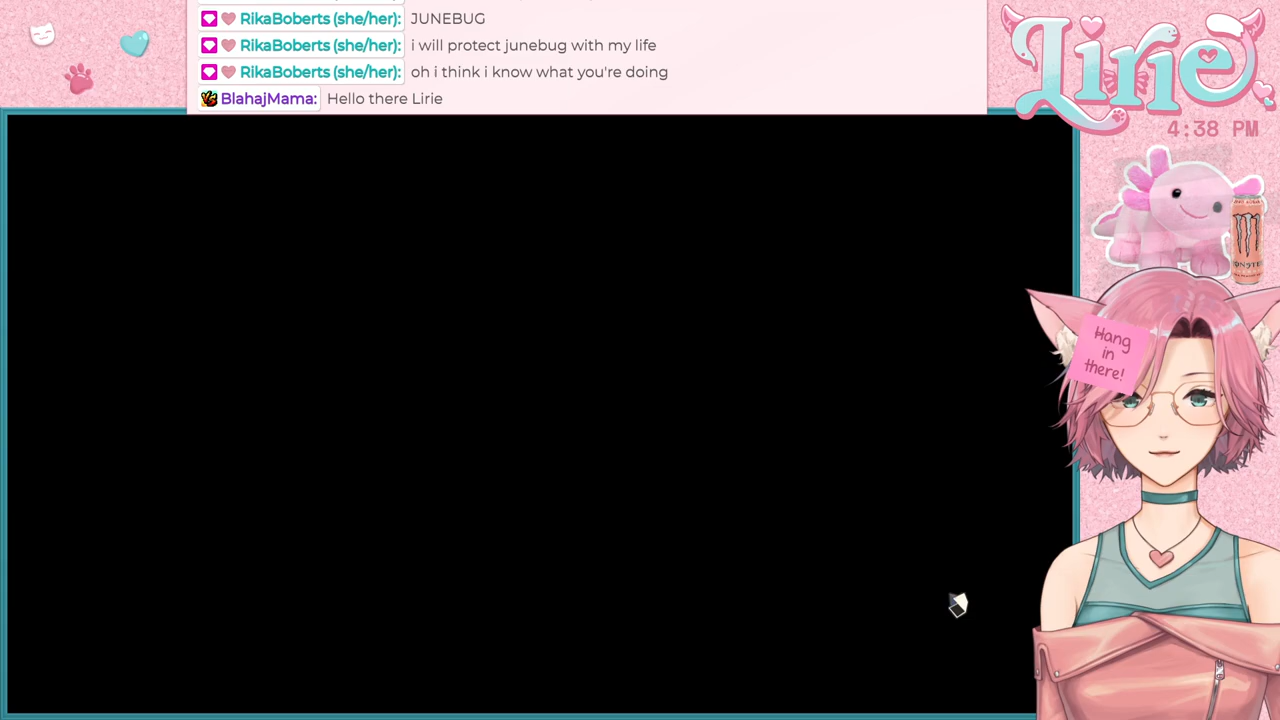 RikaBoberts (she/her): JUNEBUG
RikaBoberts (she/her): i will protect junebug with my life
RikaBoberts (she/her): oh i think i know what you're doing
BlahajMama: Hello there Lirie
Lirie
4:38 PM
MONSTER
Hang
in
there!